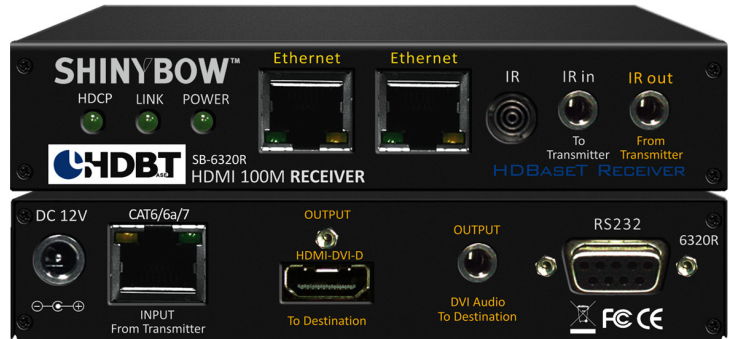 SHINYBOW™
Ethernet
Ethernet
IR
IR in
IR out
HDCP
LINK
POWER
To
Transmitter
From
Transmitter
HDBT
ASE
SB-6320R
HDMI 100M RECEIVER
HDBaseT Receiver
DC 12V
CAT6/6a/7
INPUT
From Transmitter
OUTPUT
HDMI-DVI-D
To Destination
OUTPUT
DVI Audio
To Destination
RS232
6320R
FC CE